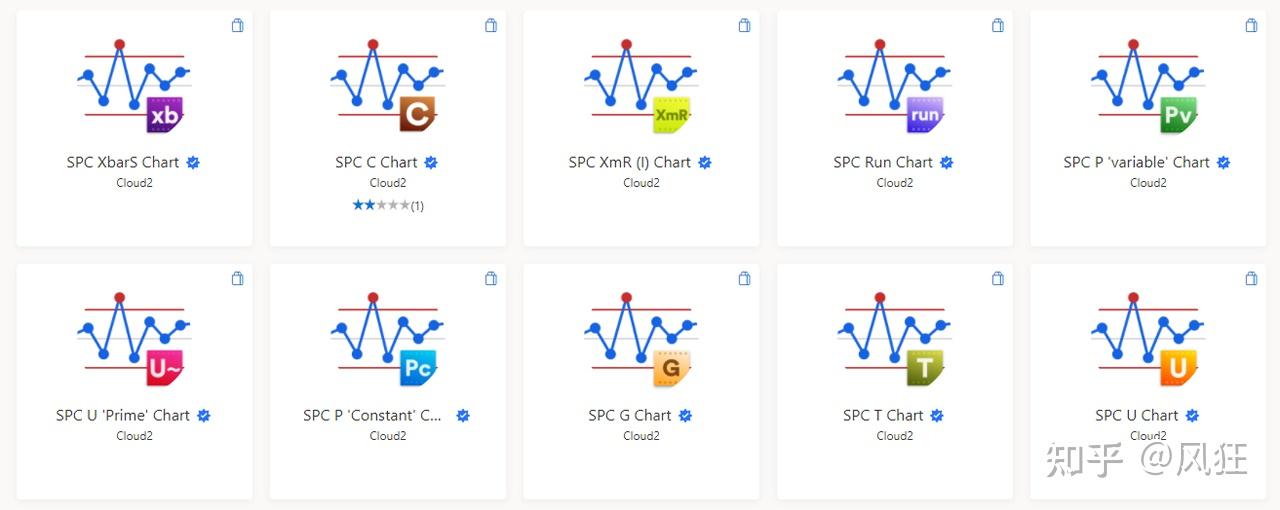 xb
C
XmR
run
Pv
SPC XbarS Chart
SPC C Chart
SPC XmR (I) Chart
SPC Run Chart
SPC P 'variable' Chart
Cloud2
Cloud2
Cloud2
Cloud2
Cloud2
(1)
U~
Pc
G
T
U
SPC U 'Prime' Chart
SPC P 'Constant' C...
SPC G Chart
SPC T Chart
SPC U Chart
Cloud2
Cloud2
Cloud2
Cloud2
Cloud2
知乎 @风狂